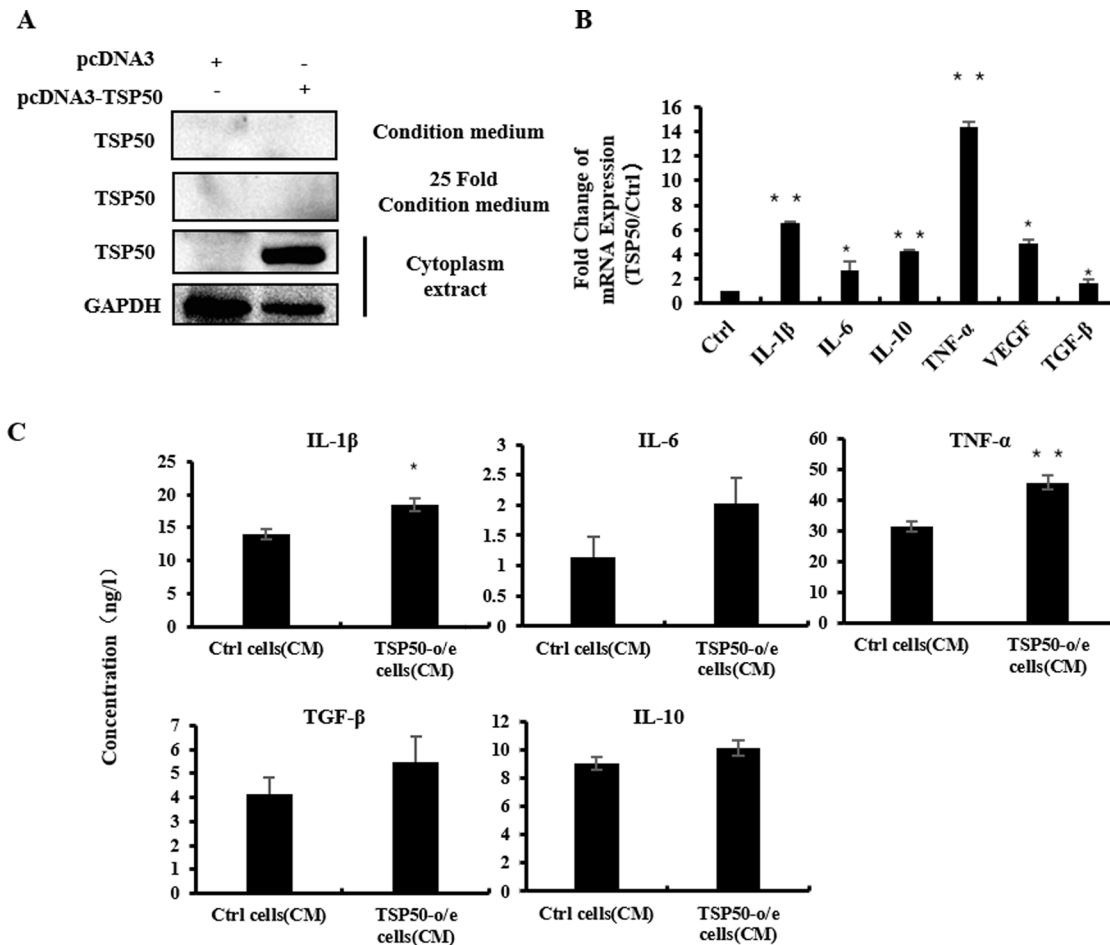 A
pcDNA3 + -
pcDNA3-TSP50 - +
TSP50 Condition medium
TSP50 25 Fold
Condition medium
TSP50
Cytoplasm
extract
GAPDH
B
Fold Change of
mRNA Expression
(TSP50/Ctrl)
16
14
12
10
8
6
4
2
0
* *
*
* *
* *
*
*
Ctrl IL-1β IL-6 IL-10 TNF-α VEGF TGF-β
C
Concentration (ng/l)
IL-1β
25
20
15
10
5
0
*
Ctrl cells(CM) TSP50-o/e
cells(CM)
IL-6
3
2.5
2
1.5
1
0.5
0
Ctrl cells(CM) TSP50-o/e
cells(CM)
TNF-α
60
50
40
30
20
10
0
* *
Ctrl cells(CM) TSP50-o/e
cells(CM)
TGF-β
7
6
5
4
3
2
1
0
Ctrl cells(CM) TSP50-o/e
cells(CM)
IL-10
12
10
8
6
4
2
0
Ctrl cells(CM) TSP50-o/e
cells(CM)